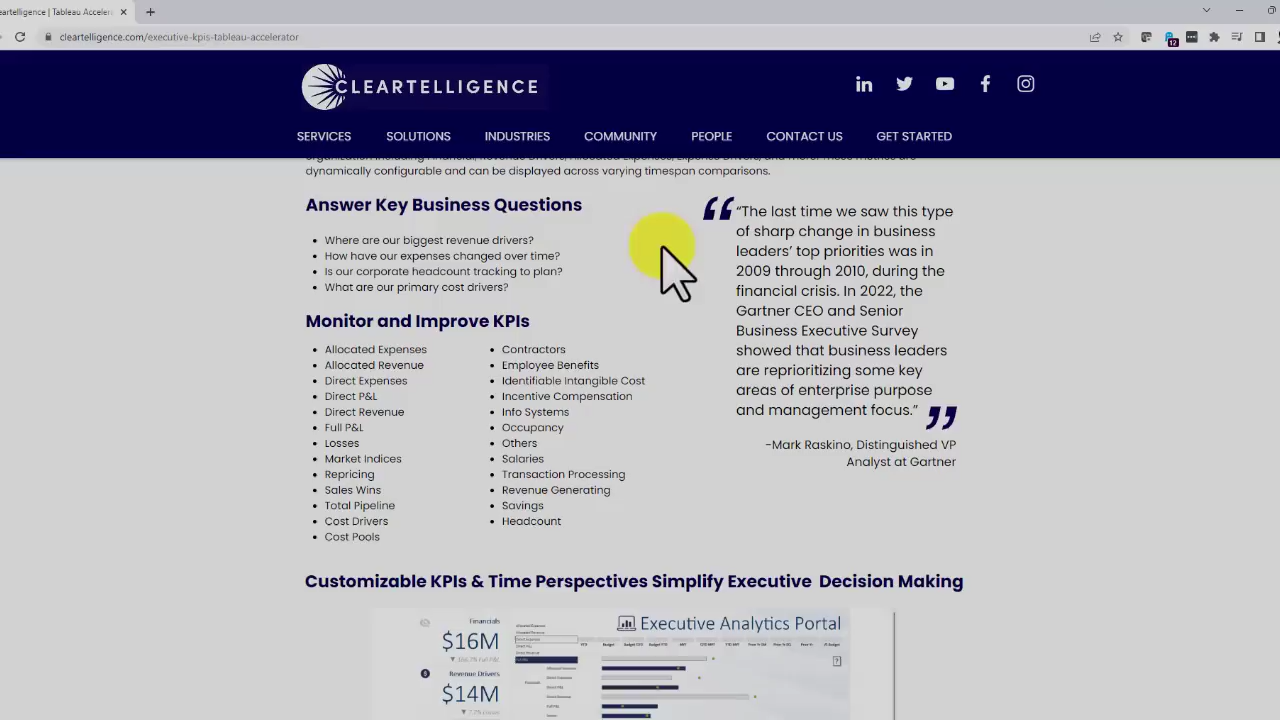 eartelligence | Tableau Accelera
cleartelligence.com/executive-kpis-tableau-accelerator
12
CLEARTELLIGENCE
SERVICES SOLUTIONS INDUSTRIES COMMUNITY PEOPLE CONTACT US GET STARTED
dynamically configurable and can be displayed across varying timespan comparisons.
Answer Key Business Questions
• Where are our biggest revenue drivers?
• How have our expenses changed over time?
• Is our corporate headcount tracking to plan?
• What are our primary cost drivers?
Monitor and Improve KPIs
• Allocated Expenses
• Allocated Revenue
• Direct Expenses
• Direct P&L
• Direct Revenue
• Full P&L
• Losses
• Market Indices
• Repricing
• Sales Wins
• Total Pipeline
• Cost Drivers
• Cost Pools
• Contractors
• Employee Benefits
• Identifiable Intangible Cost
• Incentive Compensation
• Info Systems
• Occupancy
• Others
• Salaries
• Transaction Processing
• Revenue Generating
• Savings
• Headcount
“The last time we saw this type
of sharp change in business
leaders’ top priorities was in
2009 through 2010, during the
financial crisis. In 2022, the
Gartner CEO and Senior
Business Executive Survey
showed that business leaders
are reprioritizing some key
areas of enterprise purpose
and management focus.”
-Mark Raskino, Distinguished VP
Analyst at Gartner
Customizable KPIs & Time Perspectives Simplify Executive Decision Making
Financials
$16M
Revenue Drivers
$14M
Executive Analytics Portal